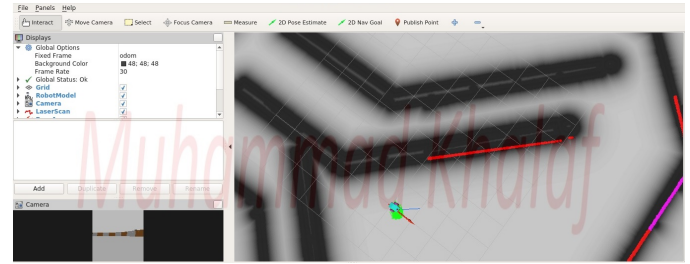 File Panels Help
Interact Move Camera Select Focus Camera Measure 2D Pose Estimate 2D Nav Goal Publish Point
Displays
Global Options
Fixed Frame odom
Background Color 48; 48; 48
Frame Rate 30
Global Status: Ok
Grid
RobotModel
Camera
LaserScan
Muhammad Khalaf
Add Duplicate Remove Rename
Camera